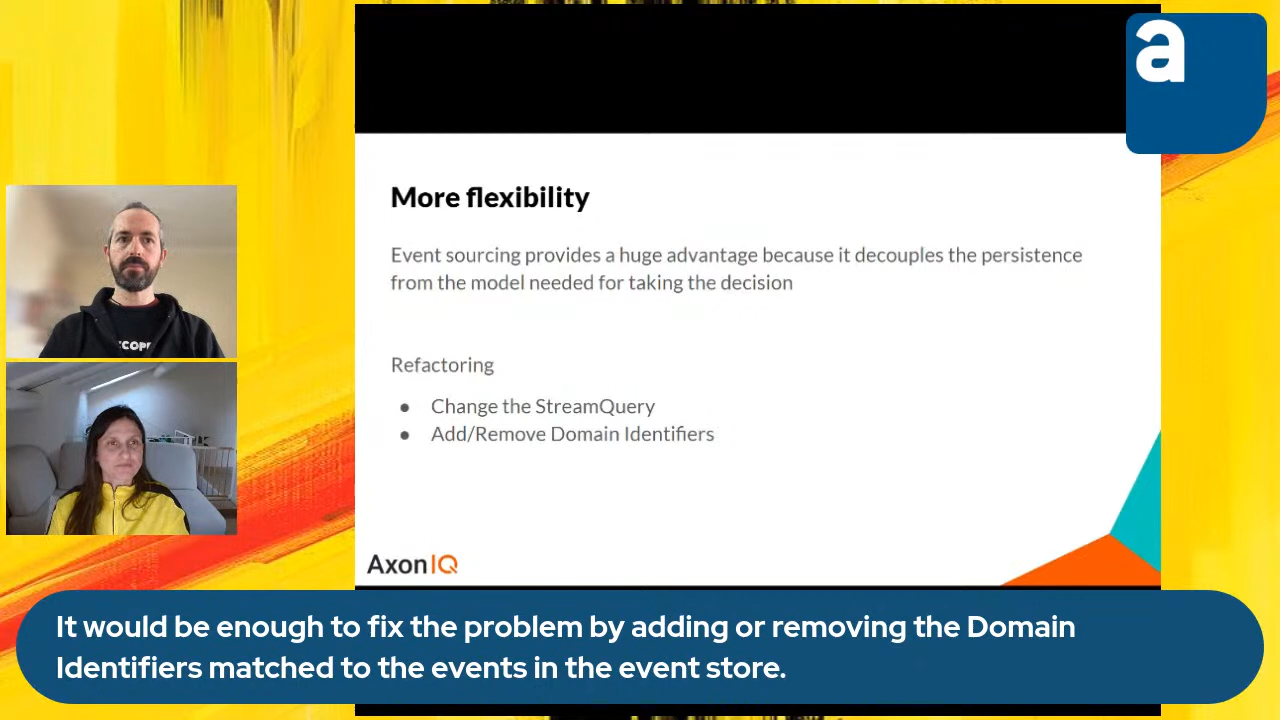 a
More flexibility
Event sourcing provides a huge advantage because it decouples the persistence
from the model needed for taking the decision
Refactoring
● Change the StreamQuery
● Add/Remove Domain Identifiers
AxonIQ
It would be enough to fix the problem by adding or removing the Domain
Identifiers matched to the events in the event store.